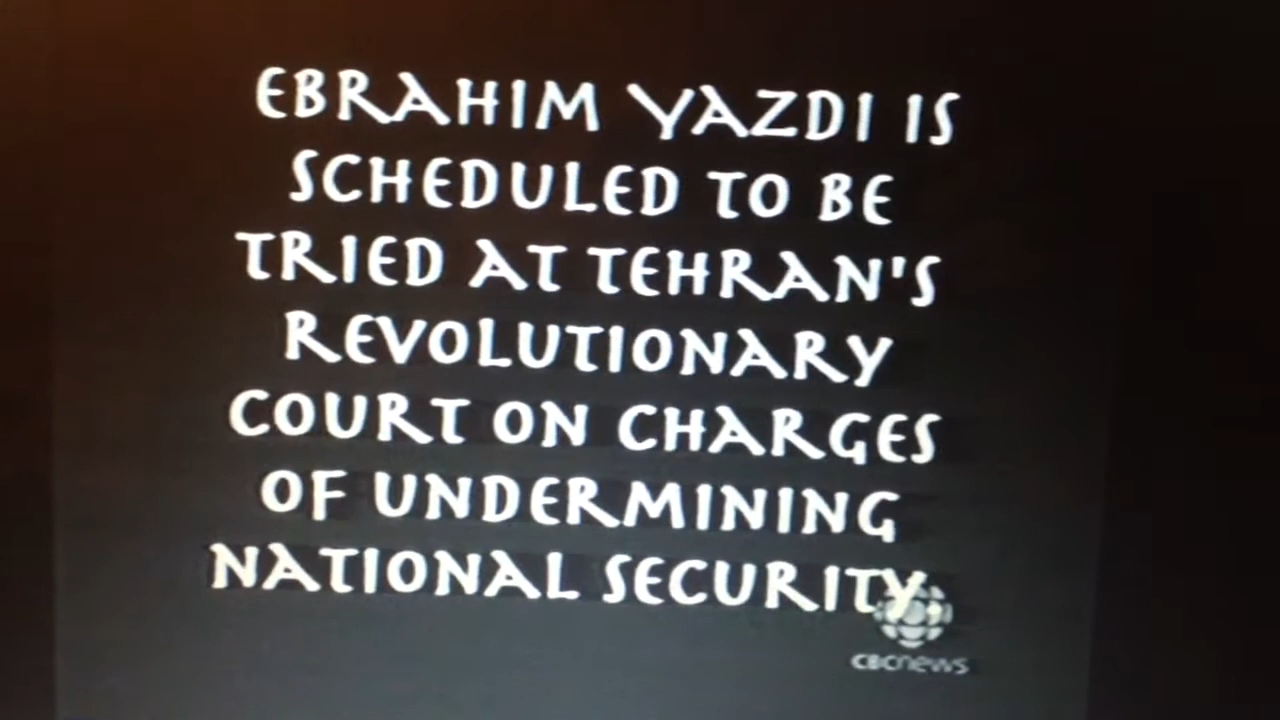 EBRAHIM YAZDI IS
SCHEDULED TO BE
TRIED AT TEHRAN'S
REVOLUTIONARY
COURT ON CHARGES
OF UNDERMINING
NATIONAL SECURITY.
CBCnews